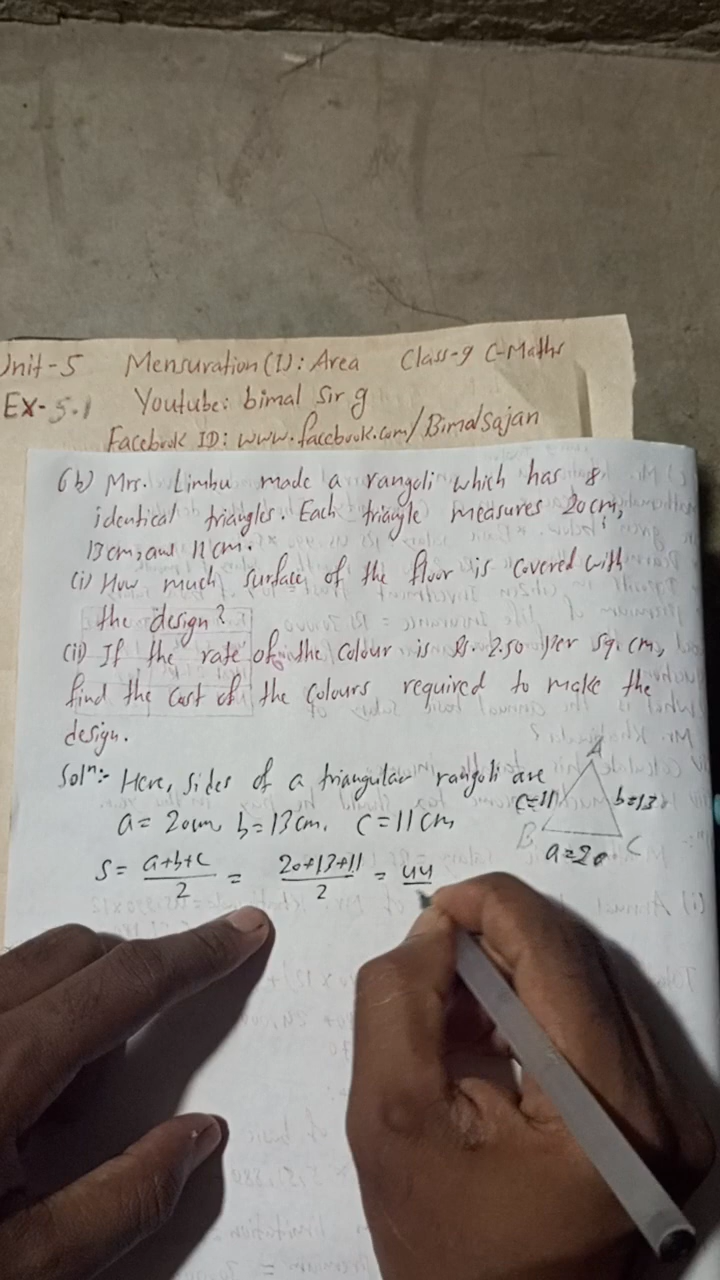 Unit-5 Mensuration (I): Area Class-9 C-Maths
EX-5.1 Youtube: bimal Sir g
Facebook ID: www.facebook.com/BimalSajan
6b) Mrs. Limbu made a rangoli which has 8
identical triangles. Each triangle measures 20cm,
13cm, and 11cm.
(i) How much surface of the floor is covered with
the design?
(ii) If the rate of the colour is Rs. 2.50 per sq. cm,
find the cost of the colours required to make the
design.
Solⁿ:- Here, sides of a triangular rangoli are
a = 20cm, b = 13cm, c = 11cm
A
c=11 b=13
B C
a=20
S = a+b+c / 2 = 20+13+11 / 2 = 44